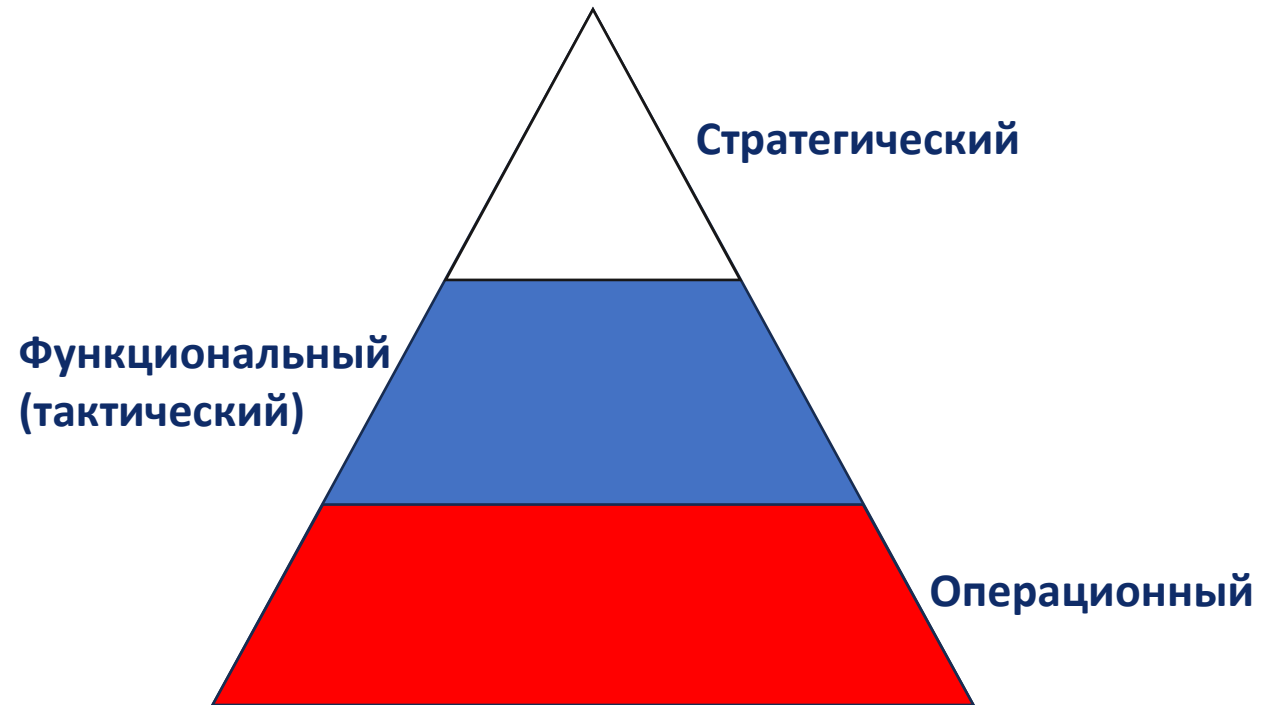 Стратегический
Функциональный
(тактический)
Операционный